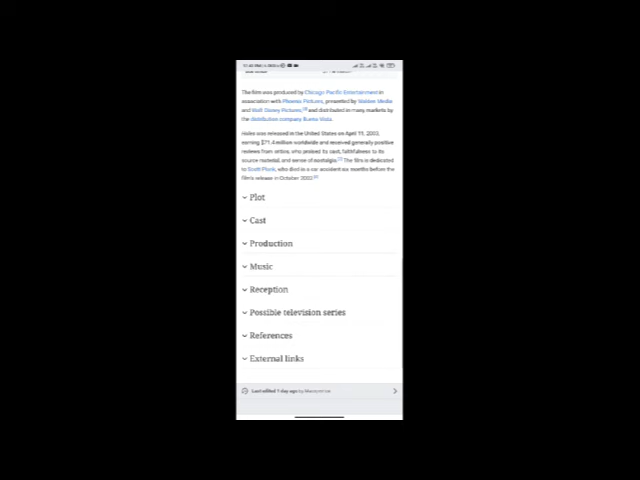 The film was produced by Chicago Pacific Entertainment in
association with Phoenix Pictures, presented by Walden Media
and Walt Disney Pictures, and distributed in many markets by
the distribution company Buena Vista.
Holes was released in the United States on April 11, 2003,
earning $71.4 million worldwide and received generally positive
reviews from critics, who praised its cast, faithfulness to its
source material, and sense of nostalgia. The film is dedicated
to Scott Plank, who died in a car accident six months before the
film's release in October 2002.
Plot
Cast
Production
Music
Reception
Possible television series
References
External links
Last edited 1 day ago by